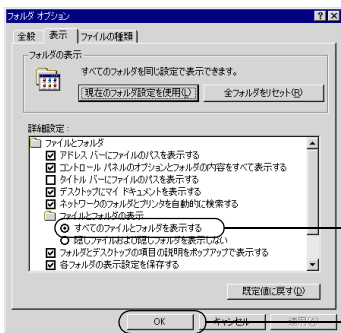 フォルダ オプション
全般 表示 ファイルの種類
フォルダの表示
すべてのフォルダを同じ設定で表示できます。
現在のフォルダ設定を使用(L) 全フォルダをリセット(R)
詳細設定:
ファイルとフォルダ
アドレス バーにファイルのパスを表示する
コントロール パネルのオプションとフォルダの内容をすべて表示する
タイトル バーにファイルのパスを表示する
デスクトップにマイ ドキュメントを表示する
ネットワークのフォルダとプリンタを自動的に検索する
ファイルとフォルダの表示
すべてのファイルとフォルダを表示する
隠しファイルおよび隠しフォルダを表示しない
フォルダとデスクトップの項目の説明をポップアップで表示する
各フォルダの表示設定を保存する
既定値に戻す(D)
OK キャンセル 適用(A)